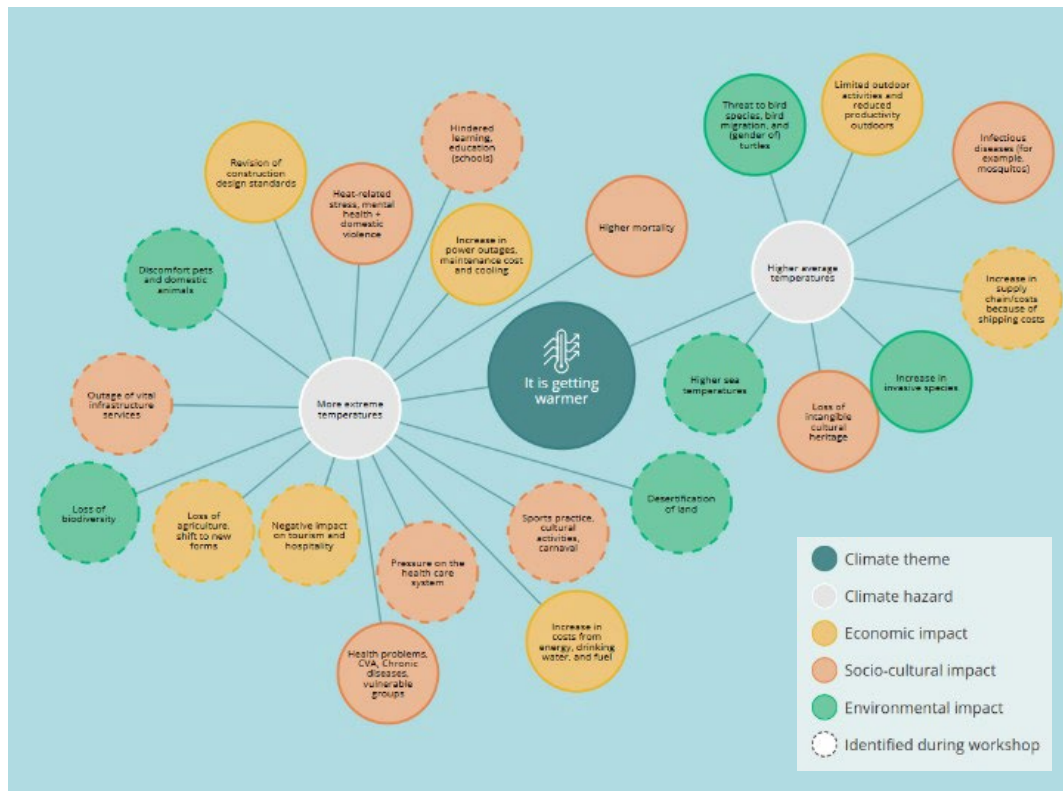 Hindered
learning,
education
(schools)
Threat to bird
species, bird
migration, and
(gender of)
turtles
Limited outdoor
activities and
reduced
productivity
outdoors
Infectious
diseases (for
example,
mosquitos)
Revision of
construction
design standards
Heat-related
stress, mental
health +
domestic
violence
Increase in
power outages,
maintenance cost
and cooling
Higher mortality
Higher average
temperatures
Discomfort pets
and domestic
animals
Increase in
supply
chain/costs
because of
shipping costs
It is getting
warmer
Higher sea
temperatures
Increase in
invasive species
Outage of vital
infrastructure
services
More extreme
temperatures
Loss of
intangible
cultural
heritage
Loss of
biodiversity
Loss of
agriculture,
shift to new
forms
Negative impact
on tourism and
hospitality
Sports practice,
cultural
activities,
carnaval
Desertification
of land
Pressure on the
health care
system
Health problems,
CVA, Chronic
diseases,
vulnerable
groups
Increase in
costs from
energy, drinking
water, and fuel
Climate theme
Climate hazard
Economic impact
Socio-cultural impact
Environmental impact
Identified during workshop